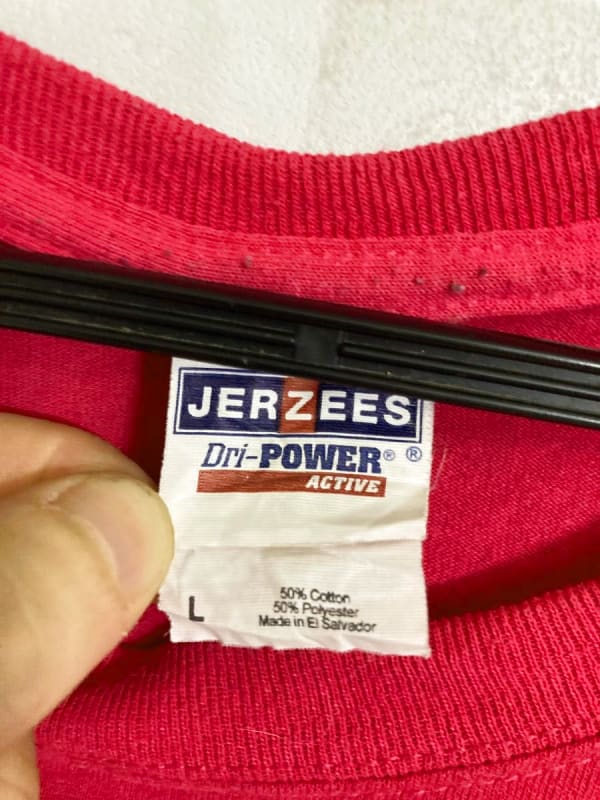 JERZEES
Dri-POWER® ®
ACTIVE
50% Cotton
50% Polyester
L
Made in El Salvador